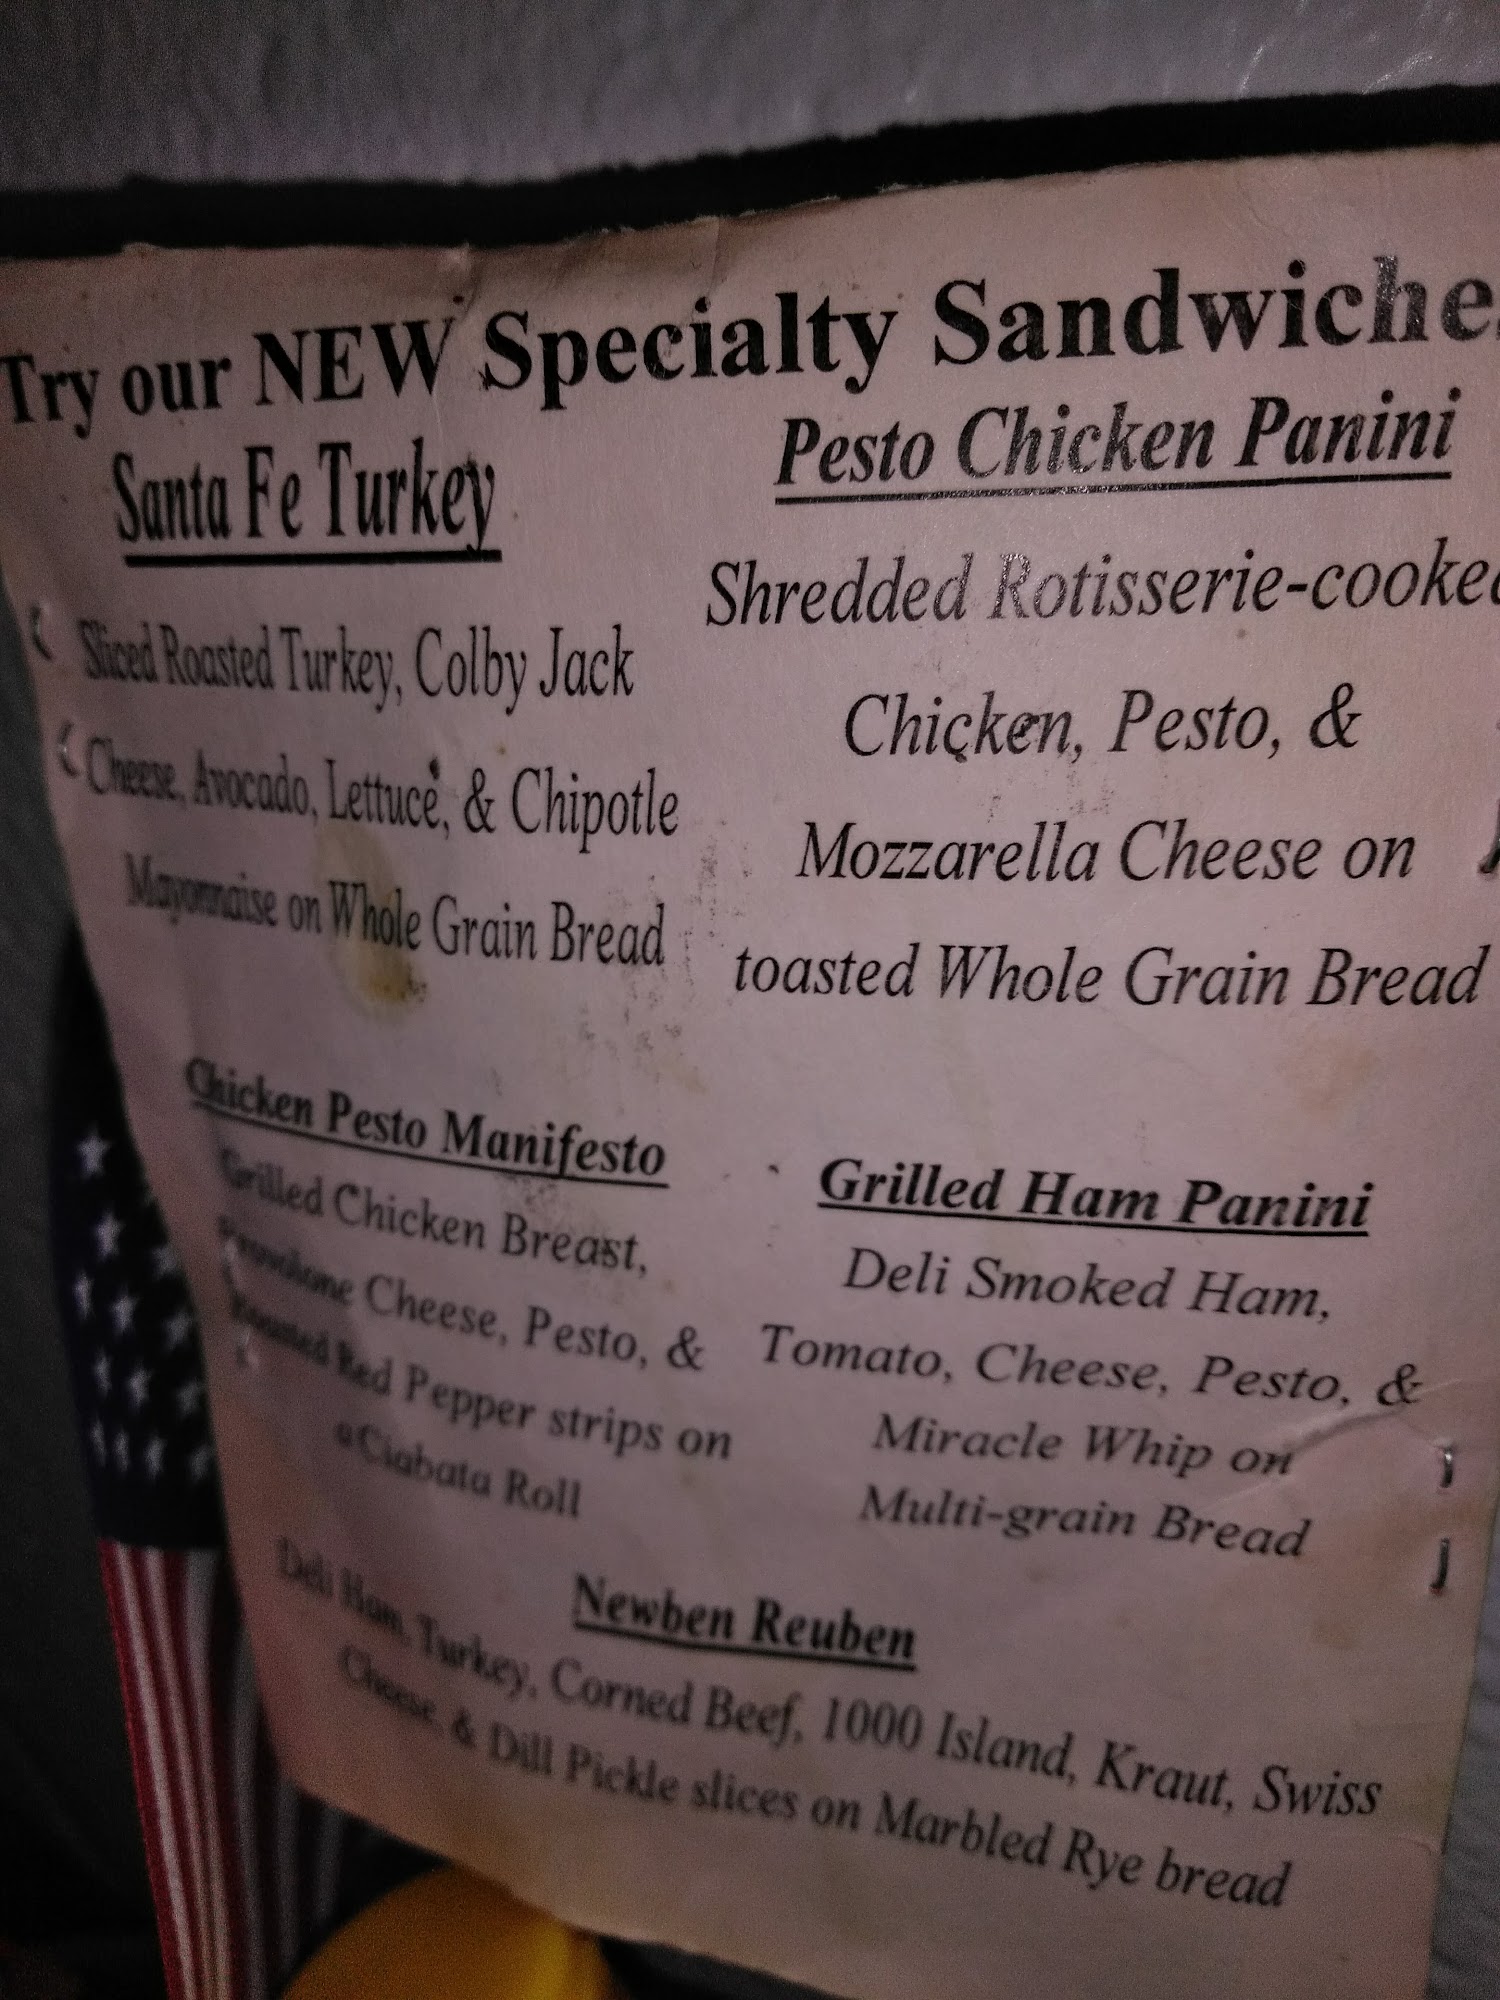 Try our NEW Specialty Sandwiche
Santa Fe Turkey
Sliced Roasted Turkey, Colby Jack
Cheese, Avocado, Lettuce, & Chipotle
Mayonnaise on Whole Grain Bread
Pesto Chicken Panini
Shredded Rotisserie-cooked
Chicken, Pesto, &
Mozzarella Cheese on
toasted Whole Grain Bread
Chicken Pesto Manifesto
Grilled Chicken Breast,
Provolone Cheese, Pesto, &
Roasted Red Pepper strips on
a Ciabata Roll
Grilled Ham Panini
Deli Smoked Ham,
Tomato, Cheese, Pesto, &
Miracle Whip on
Multi-grain Bread
Newben Reuben
Deli Ham, Turkey, Corned Beef, 1000 Island, Kraut, Swiss
Cheese, & Dill Pickle slices on Marbled Rye bread